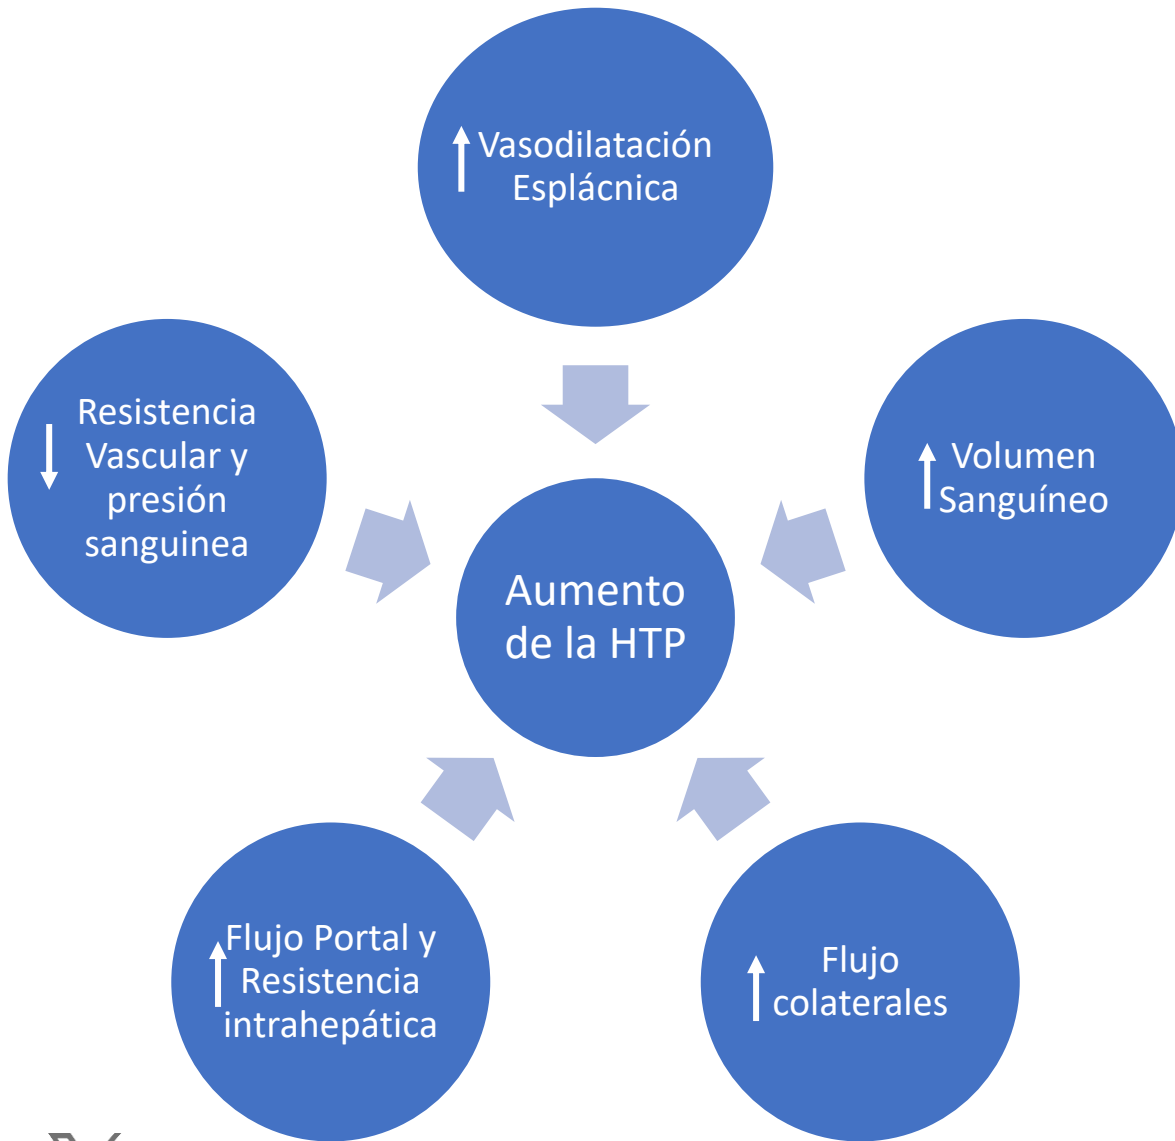 Vasodilatación
Esplácnica
Resistencia
Vascular y
presión
sanguinea
Volumen
Sanguíneo
Aumento
de la HTP
Flujo Portal y
Resistencia
intrahepática
Flujo
colaterales